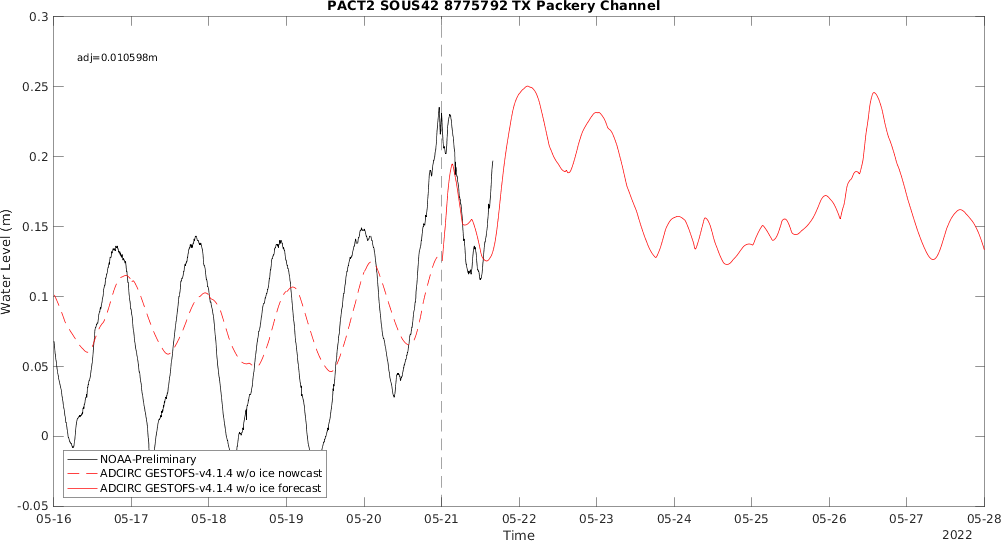 PACT2 SOUS42 8775792 TX Packery Channel
adj=0.010598m
0.3
0.25
0.2
0.15
0.1
0.05
0
-0.05
Water Level (m)
NOAA-Preliminary
ADCIRC GESTOFS-v4.1.4 w/o ice nowcast
ADCIRC GESTOFS-v4.1.4 w/o ice forecast
05-16 05-17 05-18 05-19 05-20 05-21 05-22 05-23 05-24 05-25 05-26 05-27 05-28
Time
2022